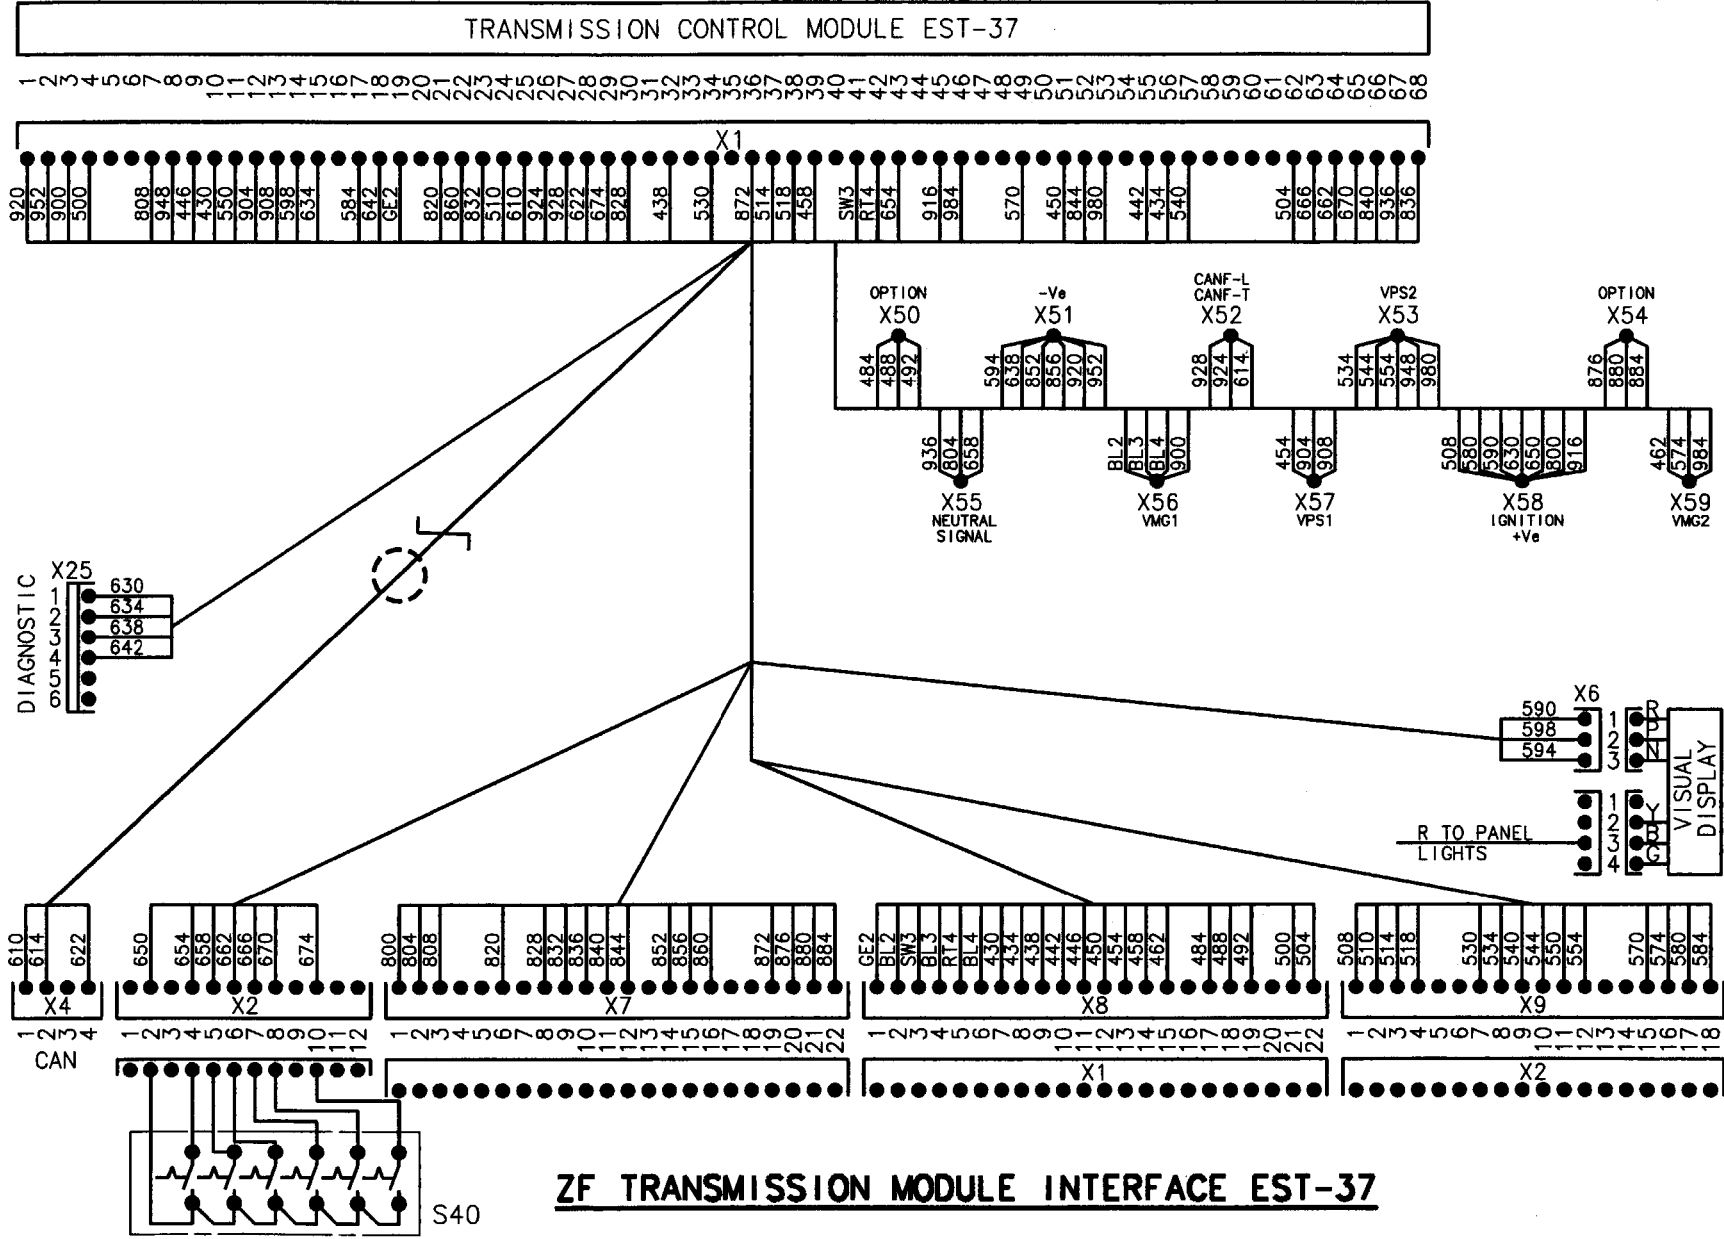 TRANSMISSION CONTROL MODULE EST-37
1 2 3 4 5 6 7 8 9 10 11 12 13 14 15 16 17 18 19 20 21 22 23 24 25 26 27 28 29 30 31 32 33 34 35 36 37 38 39 40 41 42 43 44 45 46 47 48 49 50 51 52 53 54 55 56 57 58 59 60 61 62 63 64 65 66 67 68
X1
920 952 900 500 808 948 446 430 550 904 908 598 634 584 642 GE2 820 860 832 510 610 924 928 622 674 828 438 530 872 514 518 458 SW3 RT4 654 916 984 570 450 844 980 442 434 540 504 666 662 670 840 936 836
OPTION
X50
484 488 492
-Ve
X51
594 638 852 856 920 952
CANF-L
CANF-T
X52
928 924 614
VPS2
X53
534 544 554 948 980
OPTION
X54
876 880 884
936 804 658
X55
NEUTRAL
SIGNAL
BL2 BL3 BL4 900
X56
VMG1
454 904 908
X57
VPS1
508 580 590 630 650 800 916
X58
IGNITION
+Ve
462 574 984
X59
VMG2
DIAGNOSTIC
X25
1 630
2 634
3 638
4 642
5
6
X6
590 1 R
598 2 P
594 3 N
VISUAL
DISPLAY
1
2 Y
3 B
4 G
R TO PANEL
LIGHTS
610 614 622
X4
1 2 3 4
CAN
650 654 658 662 666 670 674
X2
1 2 3 4 5 6 7 8 9 10 11 12
800 804 808 820 828 832 836 840 844 852 856 860 872 876 880 884
X7
1 2 3 4 5 6 7 8 9 10 11 12 13 14 15 16 17 18 19 20 21 22
GE2 BL2 SW3 BL3 RT4 BL4 430 434 438 442 446 450 454 458 462 484 488 492 500 504
X8
1 2 3 4 5 6 7 8 9 10 11 12 13 14 15 16 17 18 19 20 21 22
X1
508 510 514 518 530 534 540 544 550 554 570 574 580 584
X9
1 2 3 4 5 6 7 8 9 10 11 12 13 14 15 16 17 18
X2
S40
ZF TRANSMISSION MODULE INTERFACE EST-37